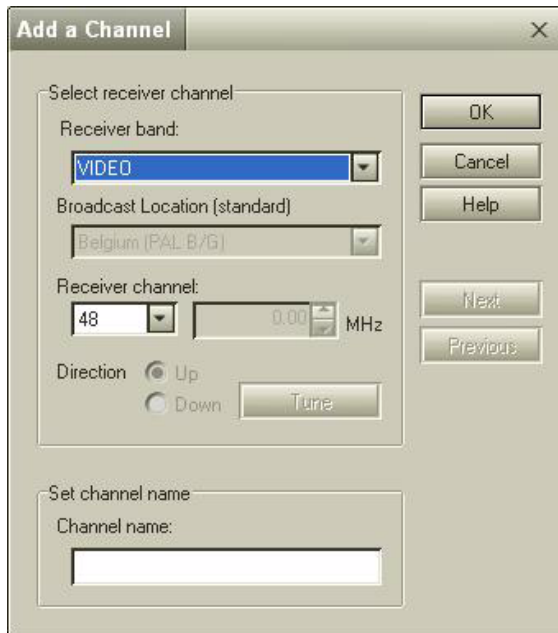 Add a Channel
Select receiver channel
Receiver band:
VIDEO
Broadcast Location (standard)
Belgium (PAL B/G)
Receiver channel:
48
0.00
MHz
Direction
Up
Down
Tune
Set channel name
Channel name:
OK
Cancel
Help
Next
Previous